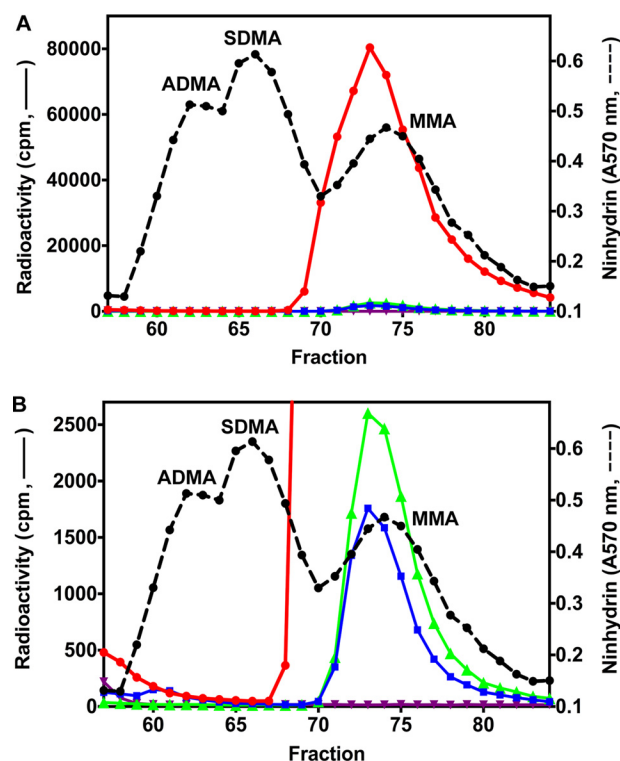 A
ADMA
SDMA
MMA
Radioactivity (cpm, ——)
80000
60000
40000
20000
0
Ninhydrin (A570 nm, ----)
0.6
0.5
0.4
0.3
0.2
0.1
60 65 70 75 80
Fraction
B
ADMA
SDMA
MMA
Radioactivity (cpm, ——)
2500
2000
1500
1000
500
0
Ninhydrin (A570 nm, ----)
0.6
0.5
0.4
0.3
0.2
0.1
60 65 70 75 80
Fraction